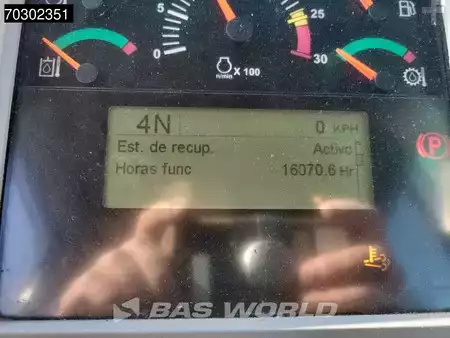 70302351
5
25
0
30
n/min
X 100
4N
0 KPH
Est. de recup. Activo
Horas func 16070.6 Hr
P
BAS WORLD